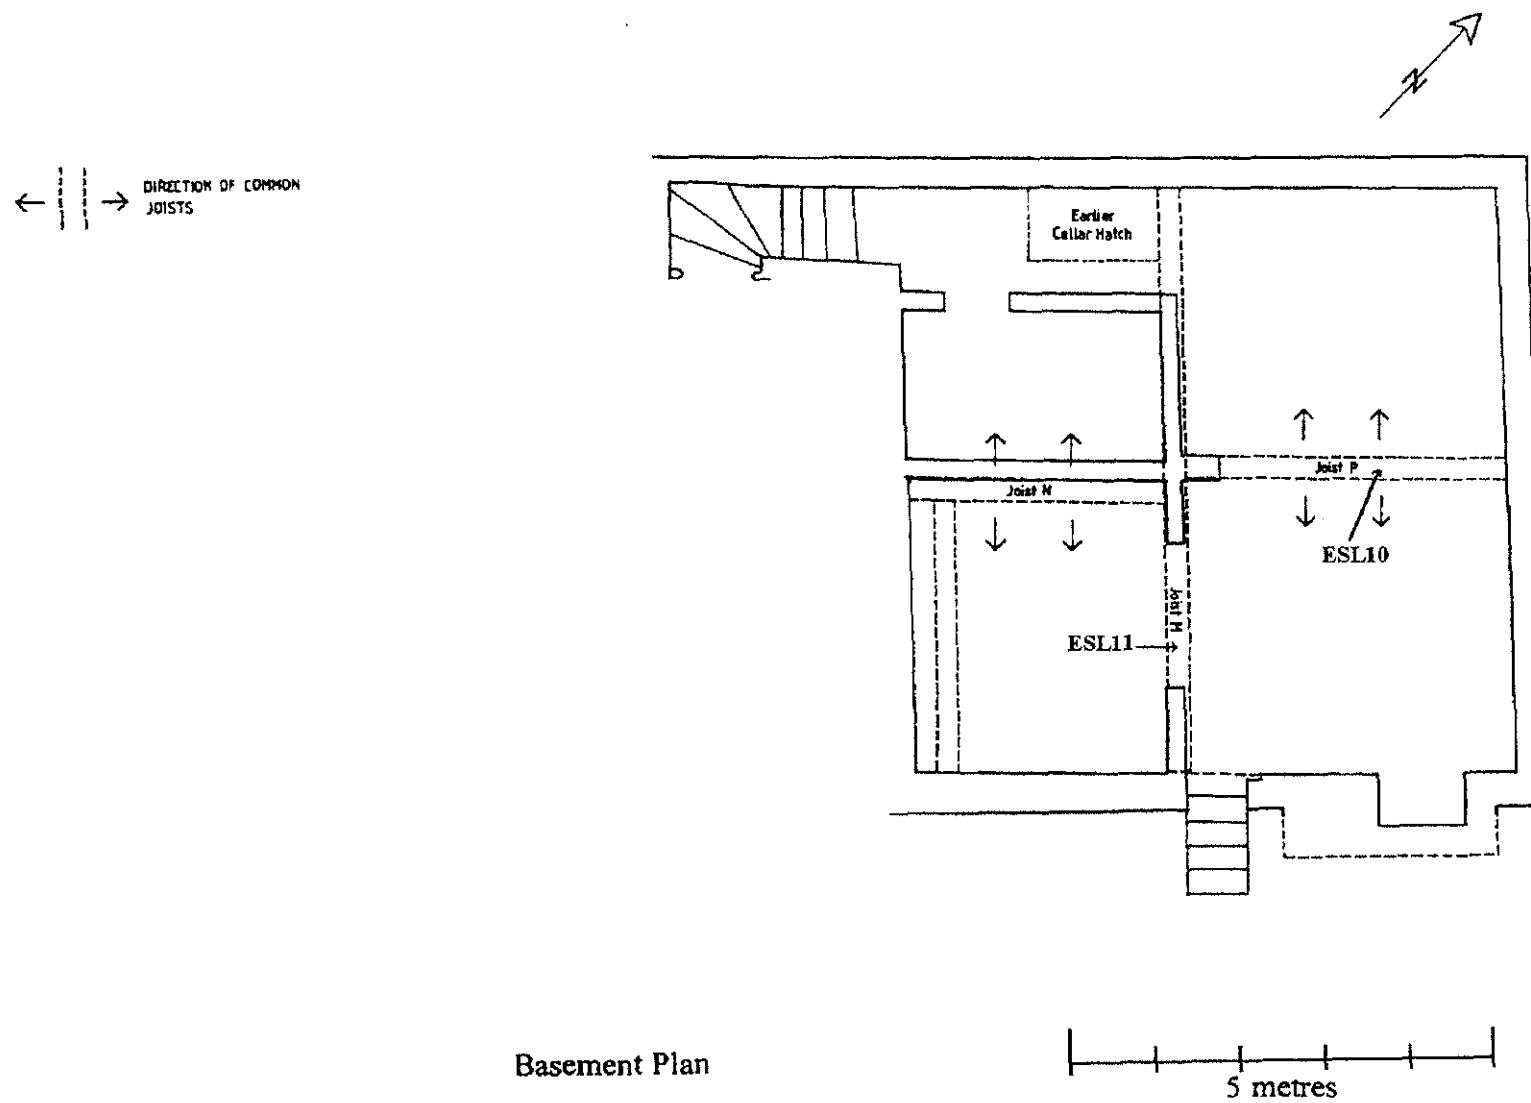 N
DIRECTION OF COMMON
JOISTS
Earlier
Cellar Hatch
Joist P
Joist N
ESL10
Joist M
ESL11
Basement Plan
5 metres